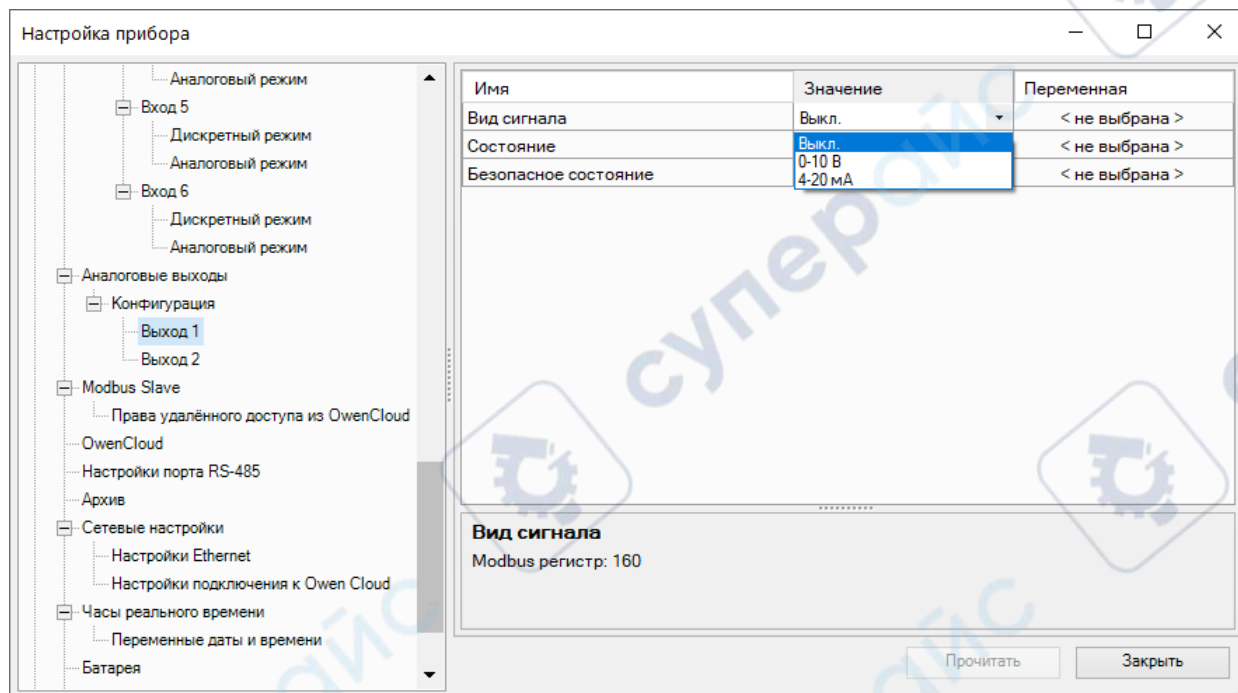 Настройка прибора
Аналоговый режим
Вход 5
Дискретный режим
Аналоговый режим
Вход 6
Дискретный режим
Аналоговый режим
Аналоговые выходы
Конфигурация
Выход 1
Выход 2
Modbus Slave
Права удалённого доступа из OwenCloud
OwenCloud
Настройки порта RS-485
Архив
Сетевые настройки
Настройки Ethernet
Настройки подключения к Owen Cloud
Часы реального времени
Переменные даты и времени
Батарея
Имя Значение Переменная
Вид сигнала Выкл. < не выбрана >
Состояние Выкл. < не выбрана >
0-10 В
Безопасное состояние 4-20 мА < не выбрана >
Вид сигнала
Modbus регистр: 160
Прочитать Закрыть
суперайс